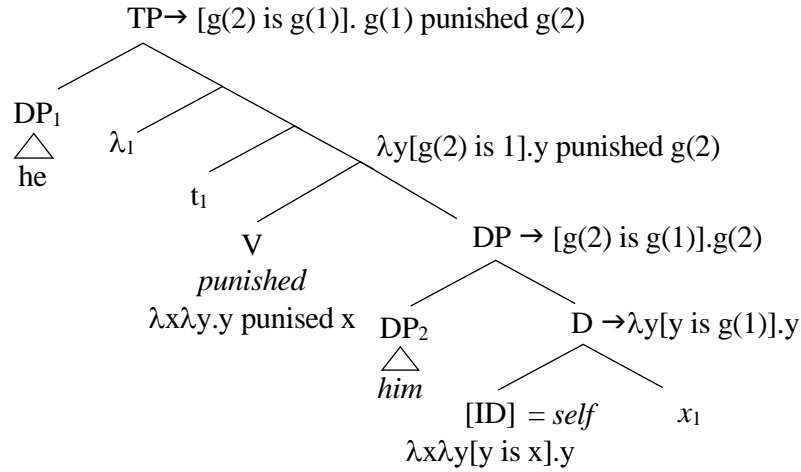 TP→ [g(2) is g(1)]. g(1) punished g(2)
DP₁
he
λ₁
t₁
λy[g(2) is 1].y punished g(2)
V
punished
λxλy.y punised x
DP → [g(2) is g(1)].g(2)
DP₂
him
D →λy[y is g(1)].y
[ID] = self
λxλy[y is x].y
x₁